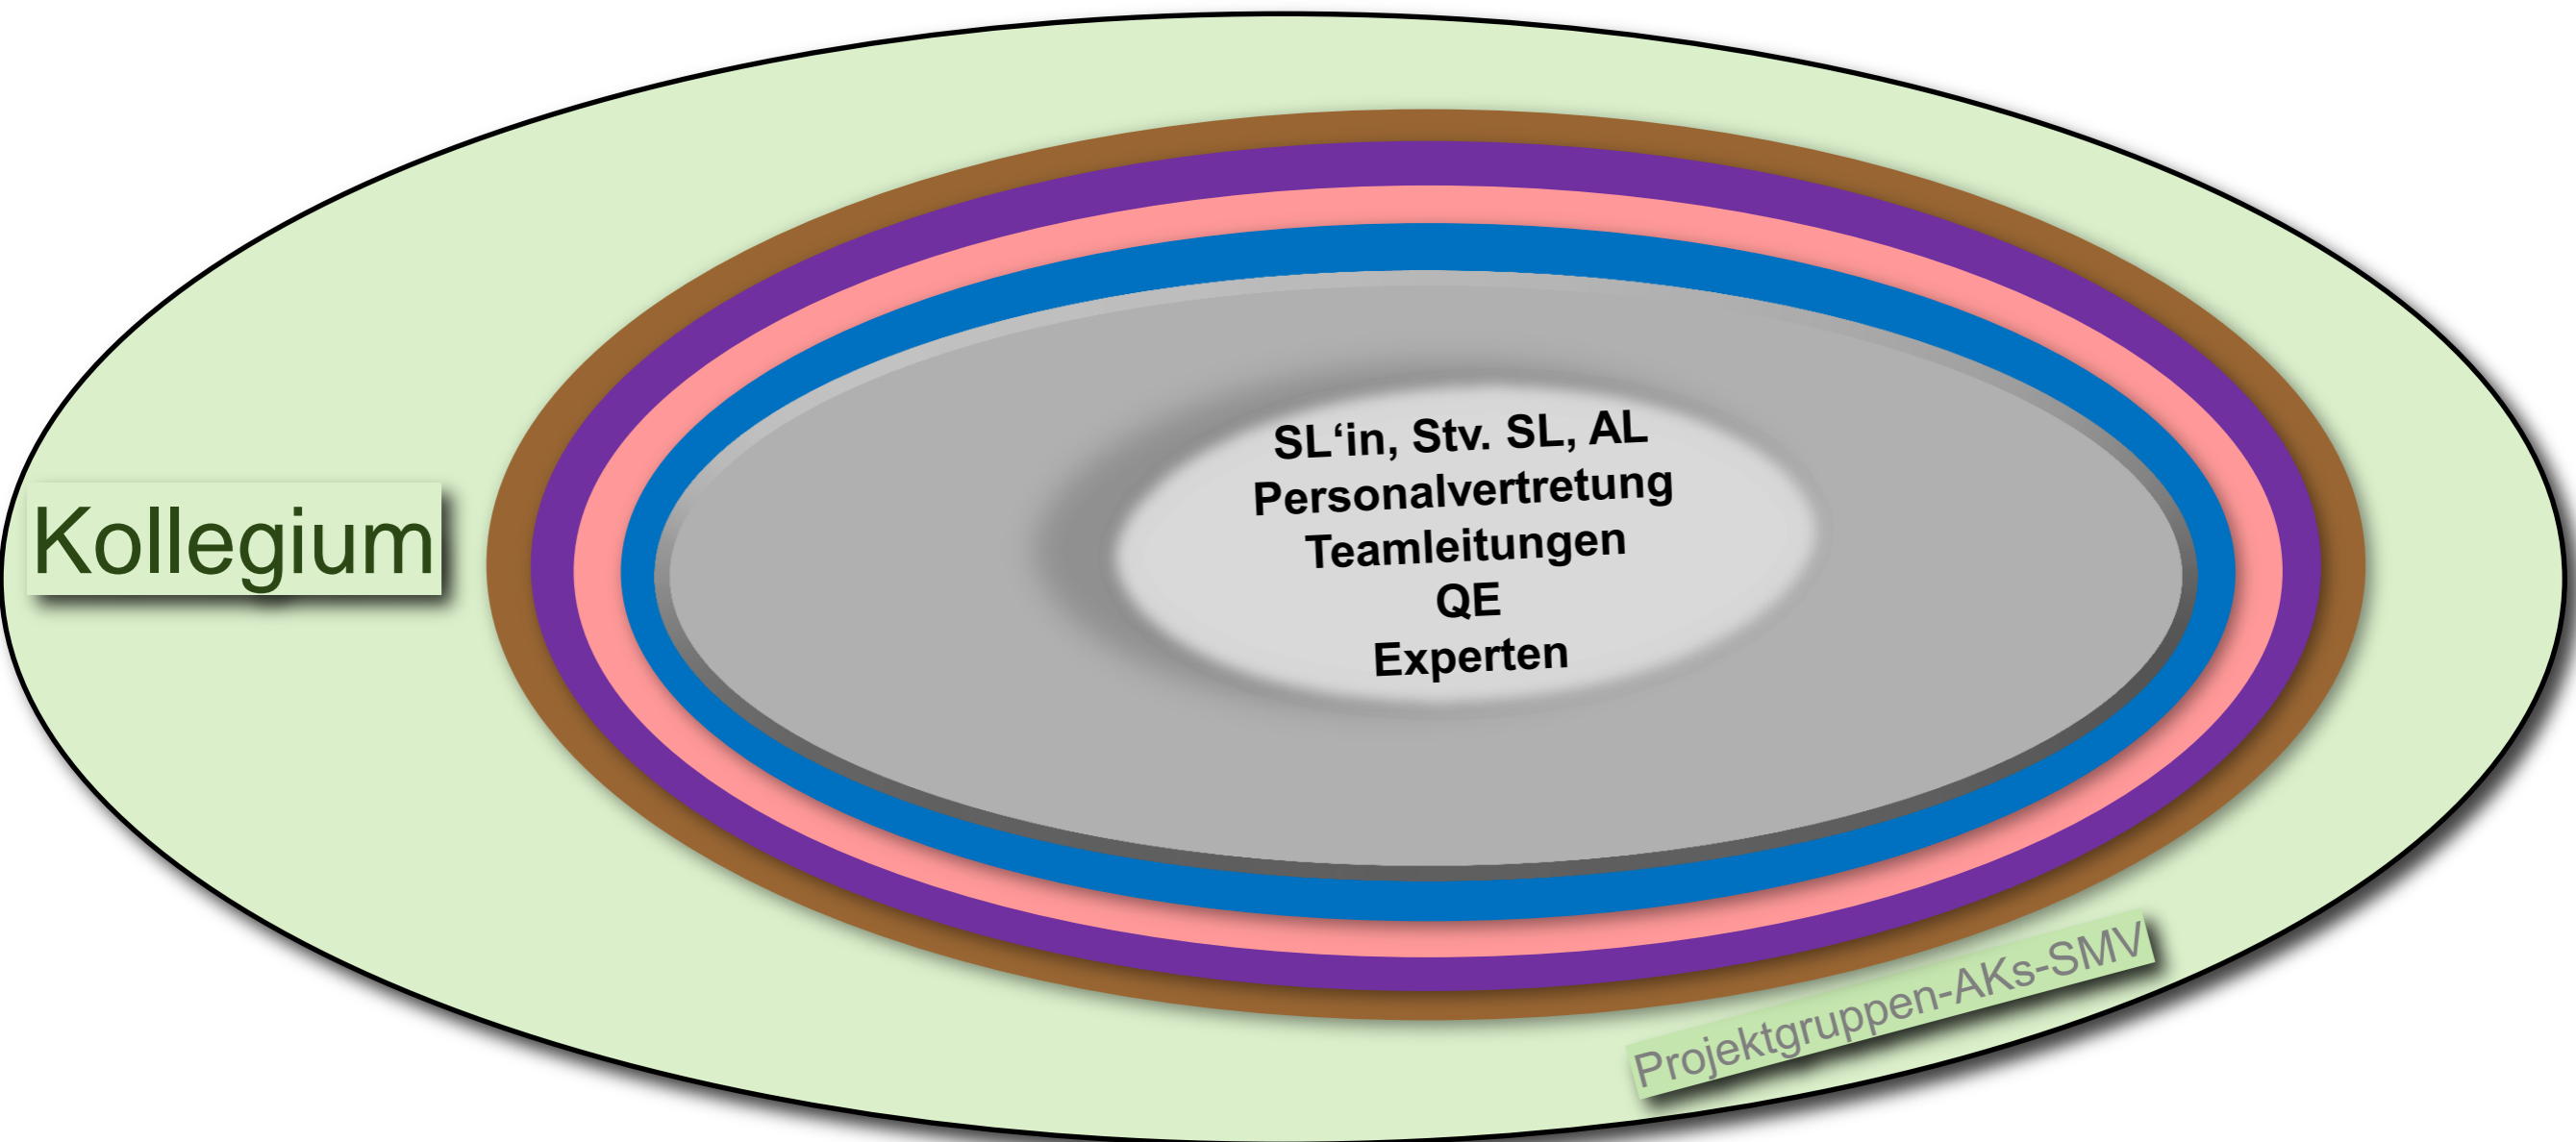 SL‘in, Stv. SL, AL
Personalvertretung
Teamleitungen
QE
Experten
Kollegium
Projektgruppen-AKs-SMV